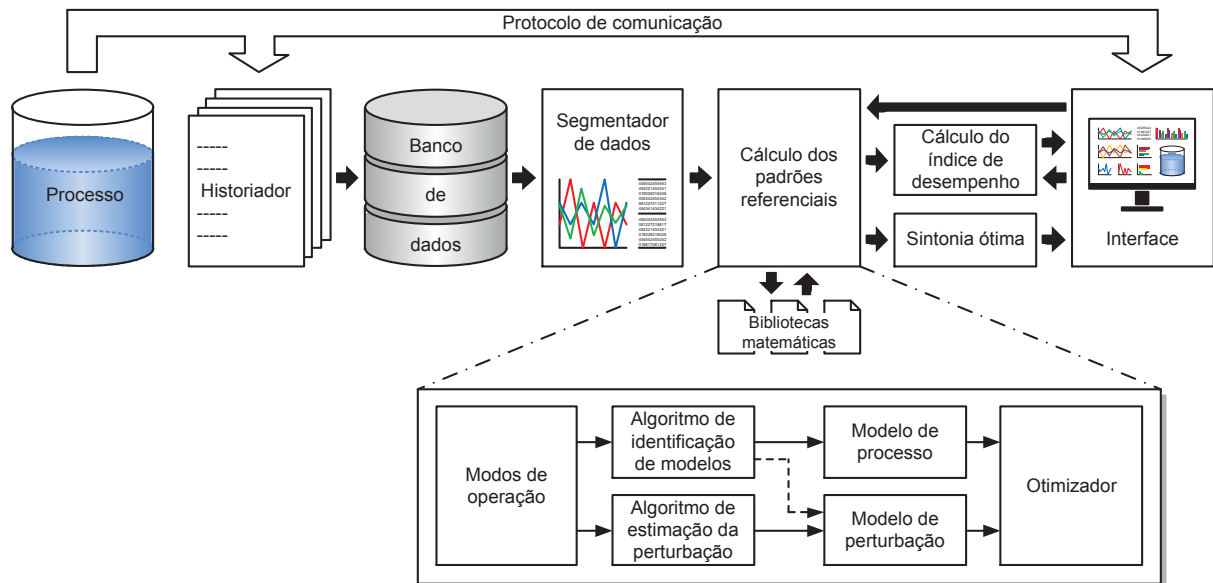 Protocolo de comunicação
Processo
-----
-----
-----
-----
Historiador
Banco
de
dados
Segmentador
de dados
Cálculo dos
padrões
referenciais
Cálculo do
índice de
desempenho
Sintonia ótima
Interface
Bibliotecas
matemáticas
Modos de
operação
Algoritmo de
identificação
de modelos
Algoritmo de
estimação da
perturbação
Modelo de
processo
Modelo de
perturbação
Otimizador